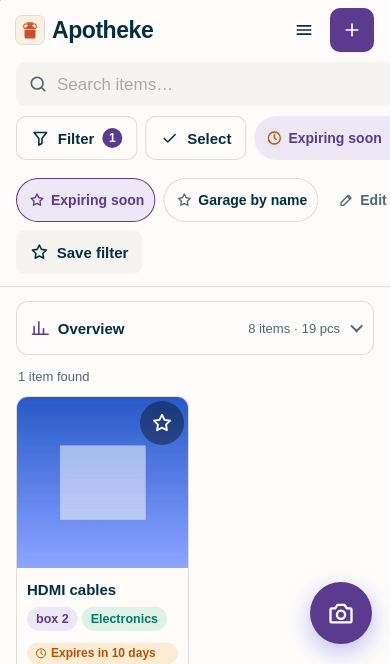 Apotheke
Search items…
Filter 1 Select Expiring soon
Expiring soon Garage by name Edit
Save filter
Overview 8 items · 19 pcs
1 item found
HDMI cables
box 2 Electronics
Expires in 10 days